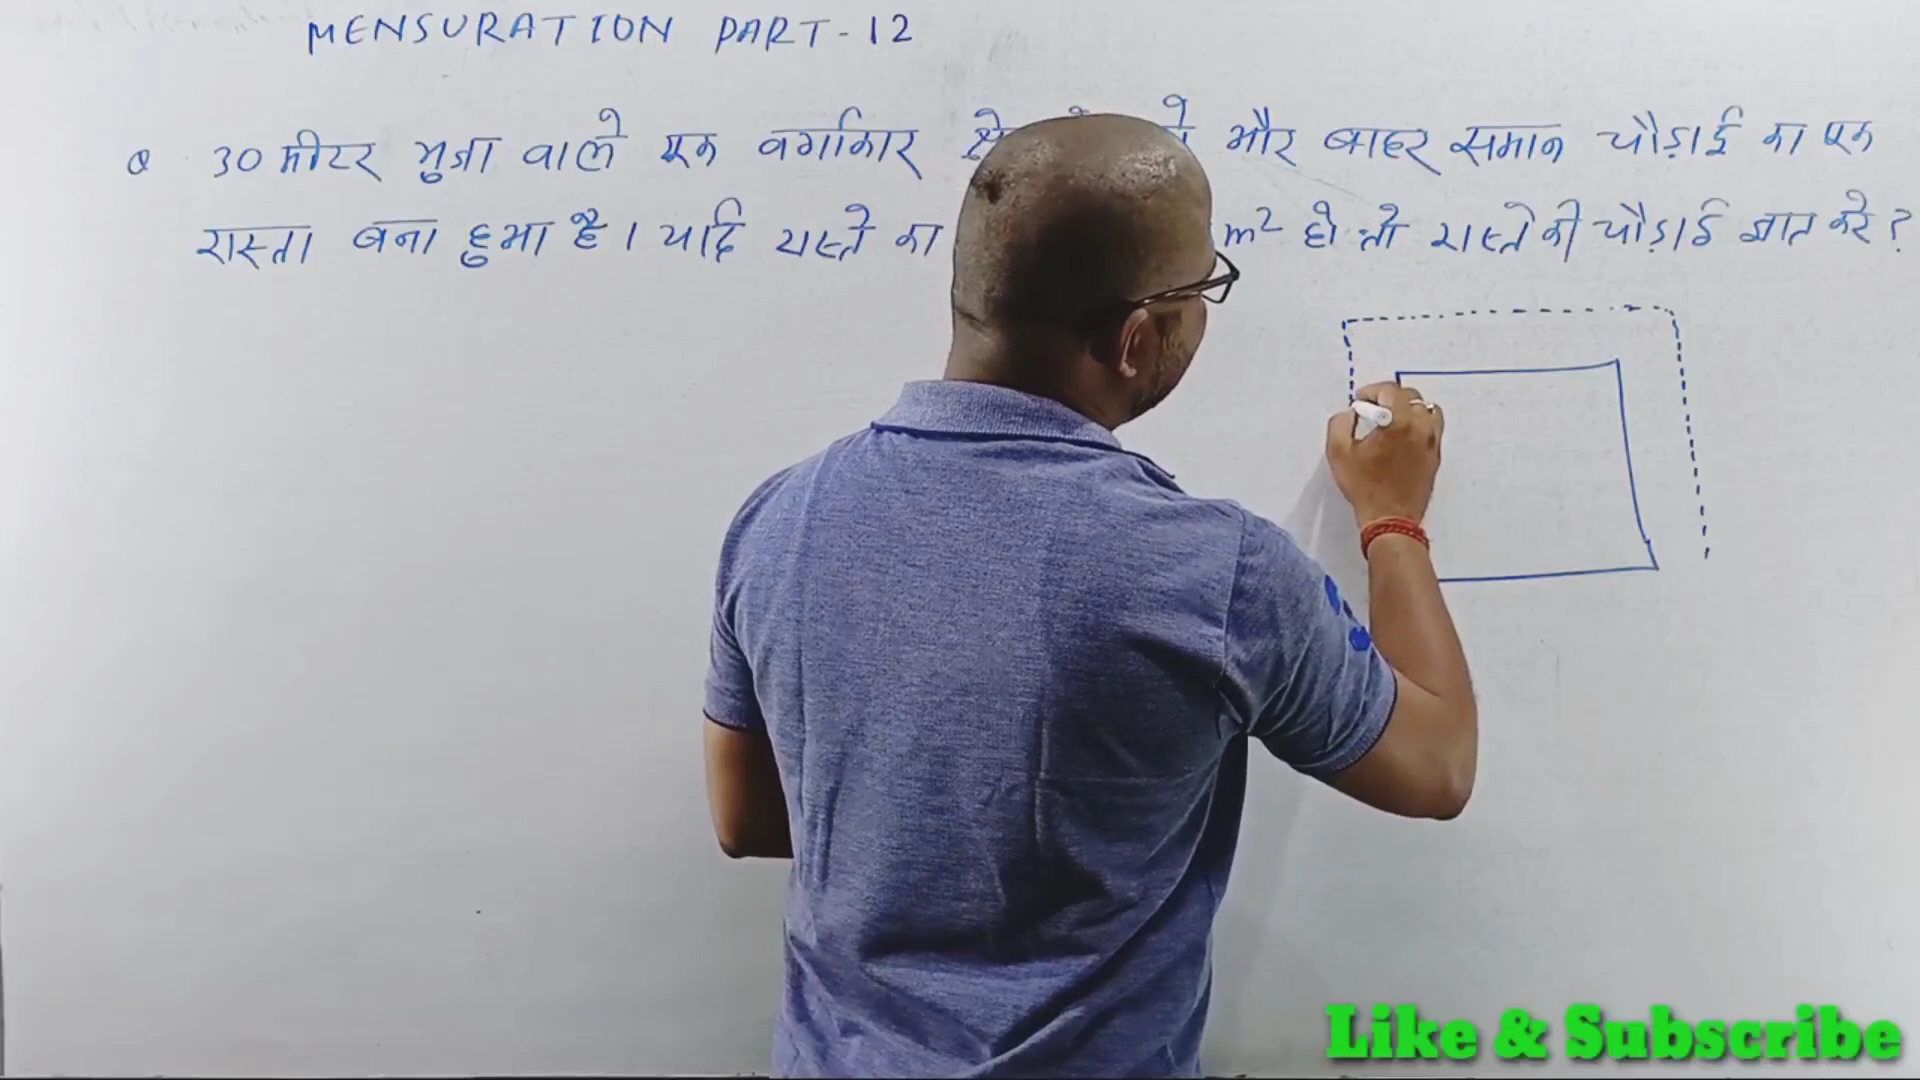 MENSURATION PART-12
Q 30 मीटर भुजा वाले एक वर्गाकार और बाहर समान चौड़ाई का एक
रास्ता बना हुआ है। यदि रास्ते का m² हो तो रास्ते की चौड़ाई ज्ञात करे?
Like & Subscribe